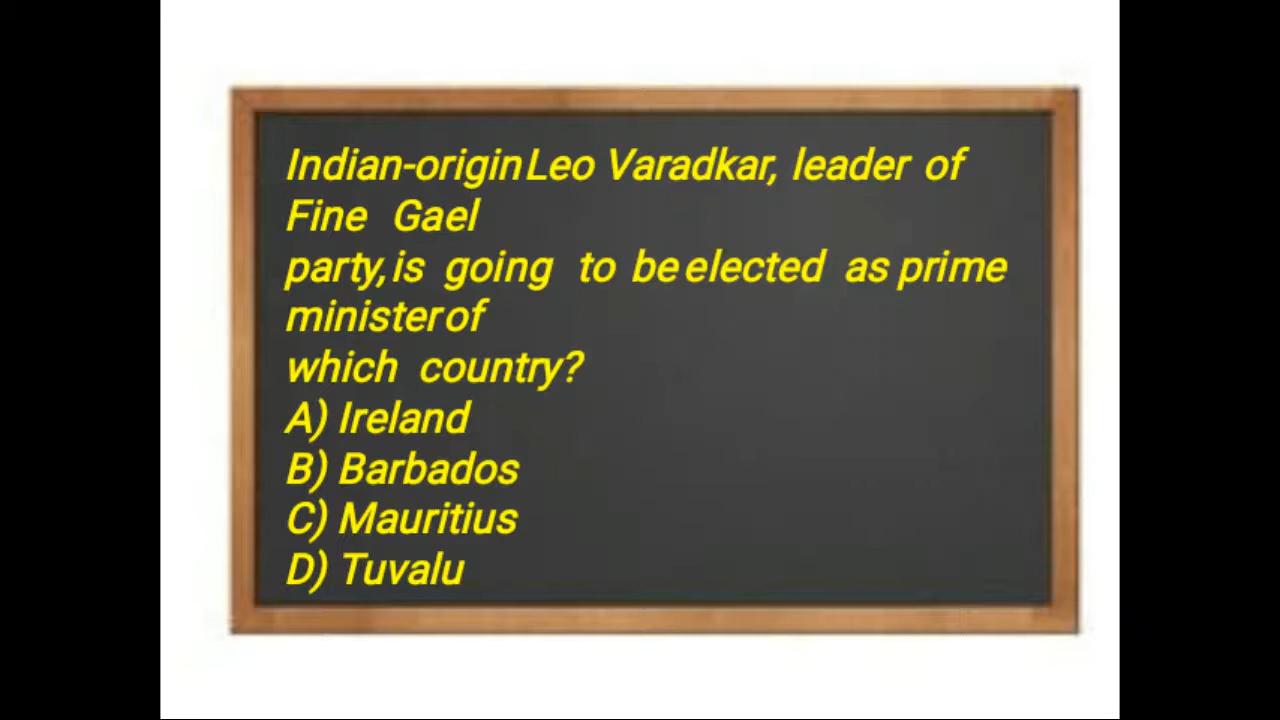 Indian-origin Leo Varadkar, leader of
Fine Gael
party, is going to be elected as prime
minister of
which country?
A) Ireland
B) Barbados
C) Mauritius
D) Tuvalu